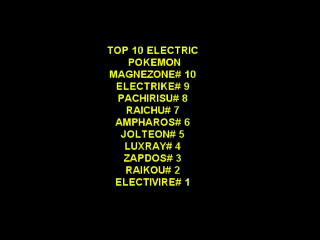 TOP 10 ELECTRIC
POKEMON
MAGNEZONE# 10
ELECTRIKE# 9
PACHIRISU# 8
RAICHU# 7
AMPHAROS# 6
JOLTEON# 5
LUXRAY# 4
ZAPDOS# 3
RAIKOU# 2
ELECTIVIRE# 1